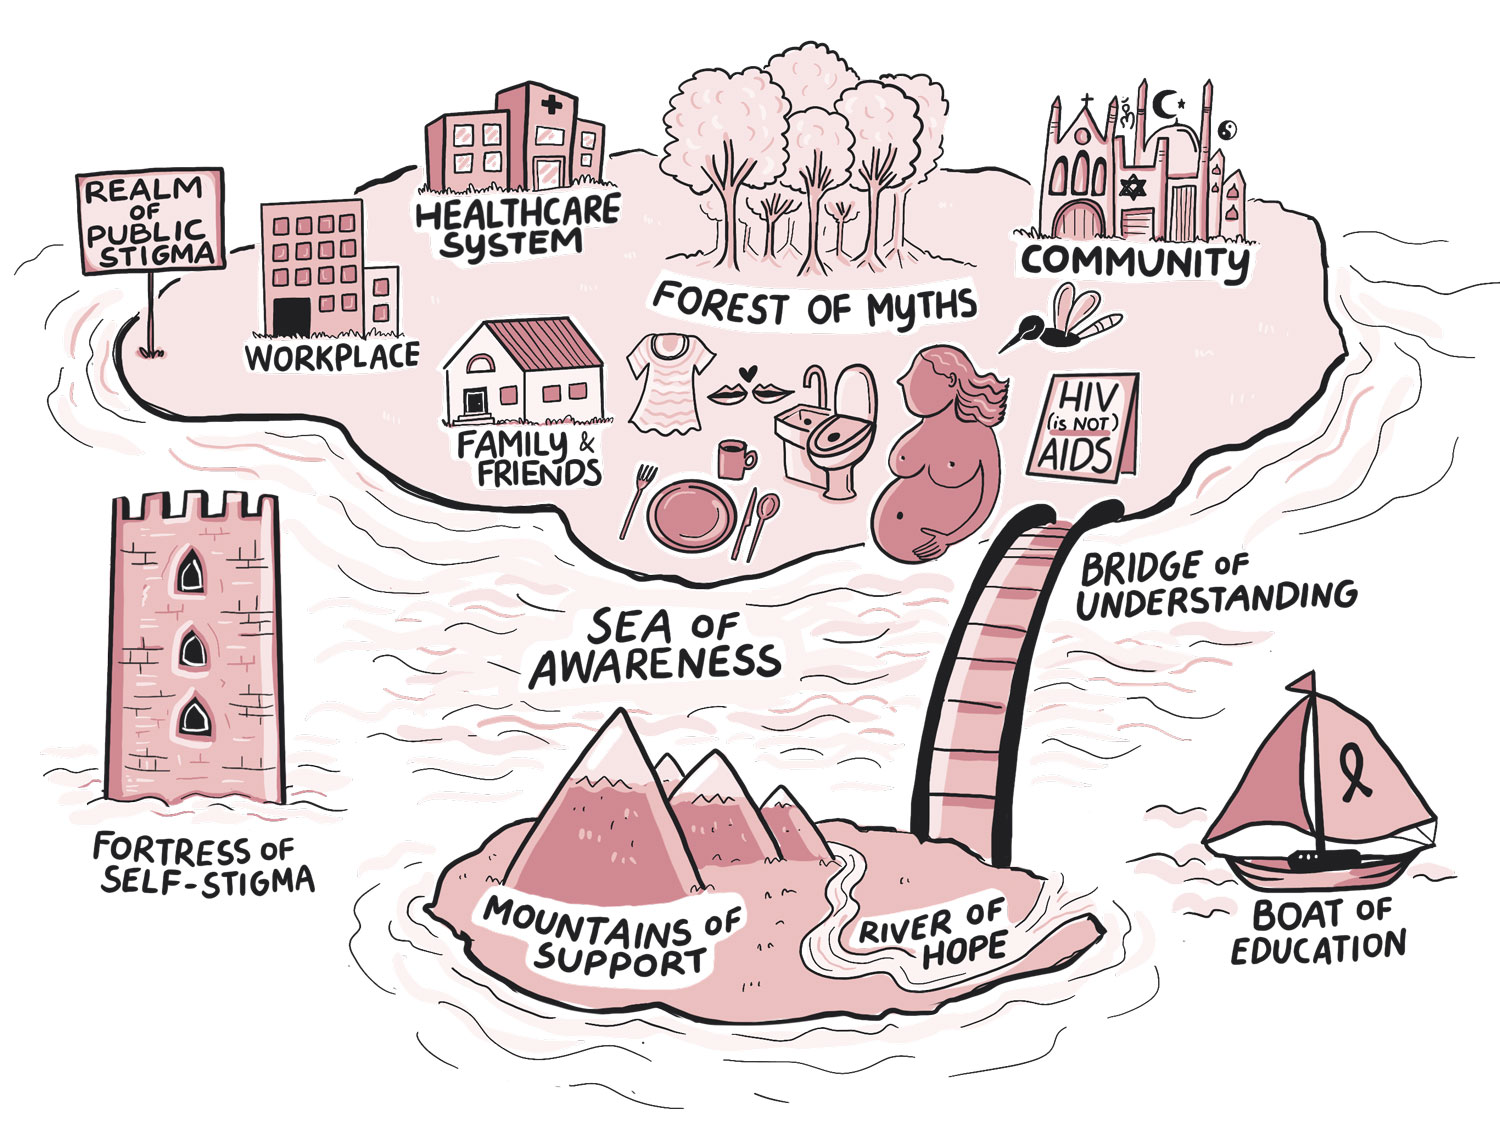 REALM
OF
PUBLIC
STIGMA
HEALTHCARE
SYSTEM
WORKPLACE
FOREST OF MYTHS
COMMUNITY
FAMILY &
FRIENDS
HIV
(is NOT)
AIDS
BRIDGE OF
UNDERSTANDING
SEA OF
AWARENESS
FORTRESS OF
SELF-STIGMA
MOUNTAINS OF
SUPPORT
RIVER OF
HOPE
BOAT OF
EDUCATION